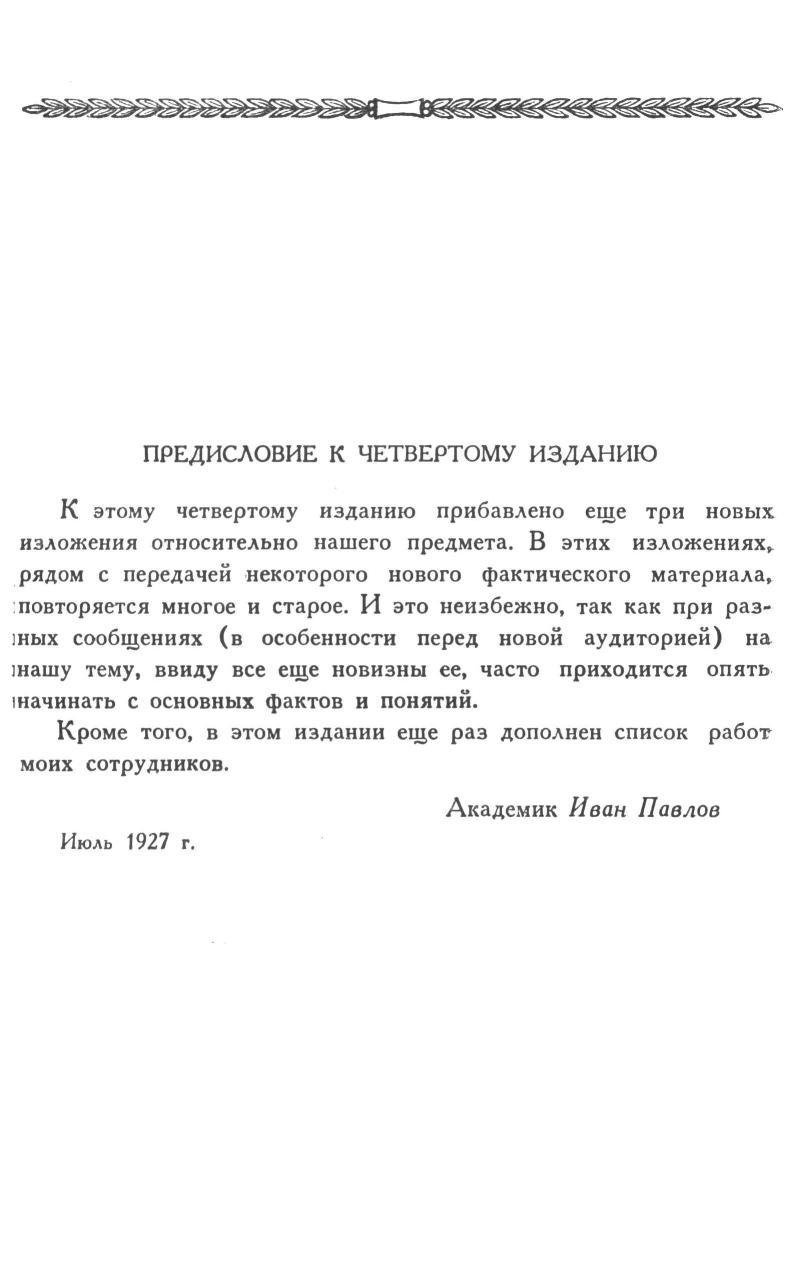 ПРЕДИСЛОВИЕ К ЧЕТВЕРТОМУ ИЗДАНИЮ
К этому четвертому изданию прибавлено еще три новых
изложения относительно нашего предмета. В этих изложениях,
рядом с передачей некоторого нового фактического материала,
повторяется многое и старое. И это неизбежно, так как при раз-
ных сообщениях (в особенности перед новой аудиторией) на
нашу тему, ввиду все еще новизны ее, часто приходится опять
начинать с основных фактов и понятий.
Кроме того, в этом издании еще раз дополнен список работ
моих сотрудников.
Академик Иван Павлов
Июль 1927 г.